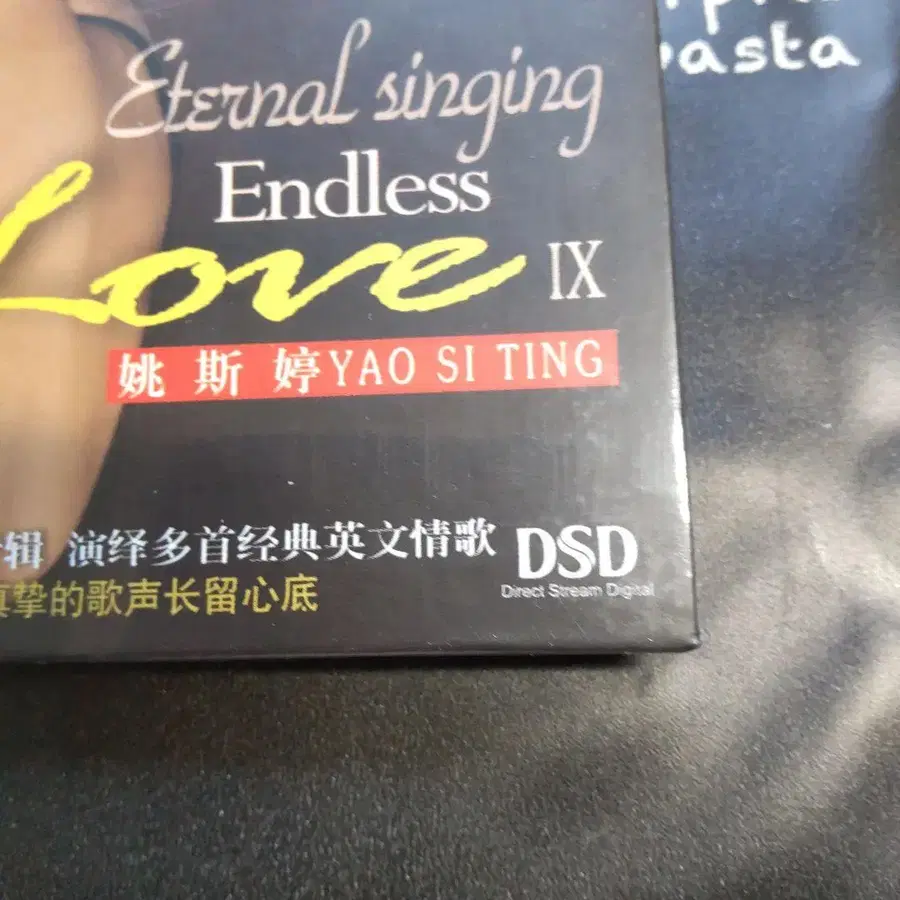 Eternal singing
Endless
Love IX
姚斯婷YAO SI TING
辑 演绎多首经典英文情歌
真挚的歌声长留心底
DSD
Direct Stream Digital
pasta